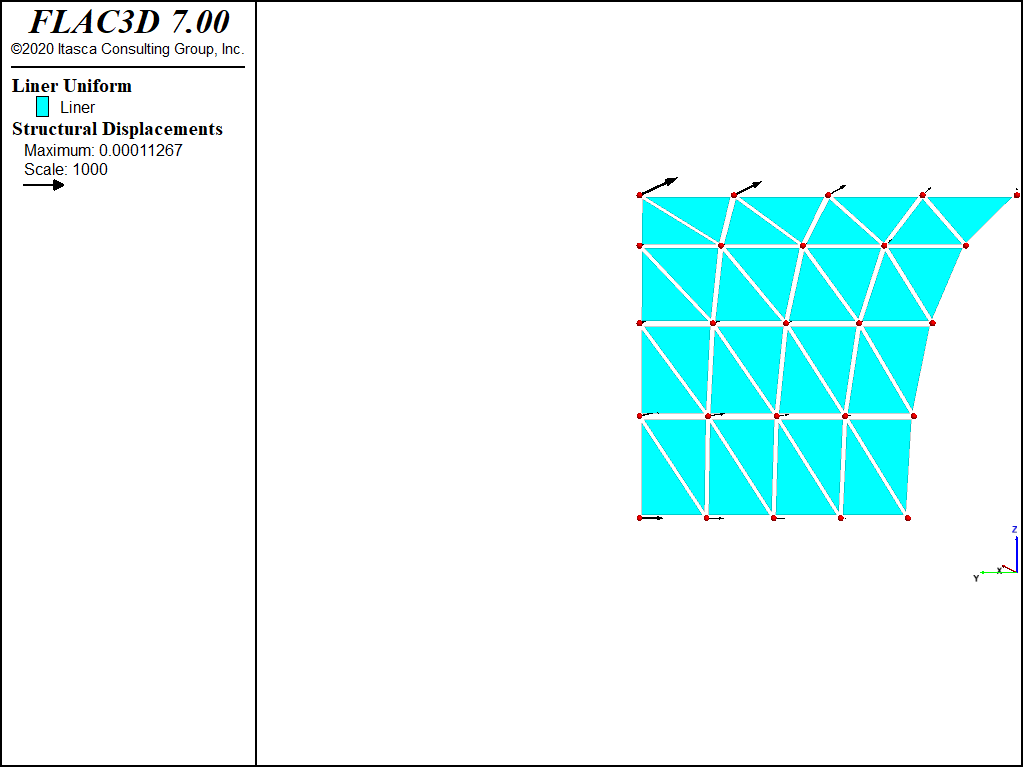 FLAC3D 7.00
©2020 Itasca Consulting Group, Inc.
Liner Uniform
Liner
Structural Displacements
Maximum: 0.00011267
Scale: 1000
Z
X
Y